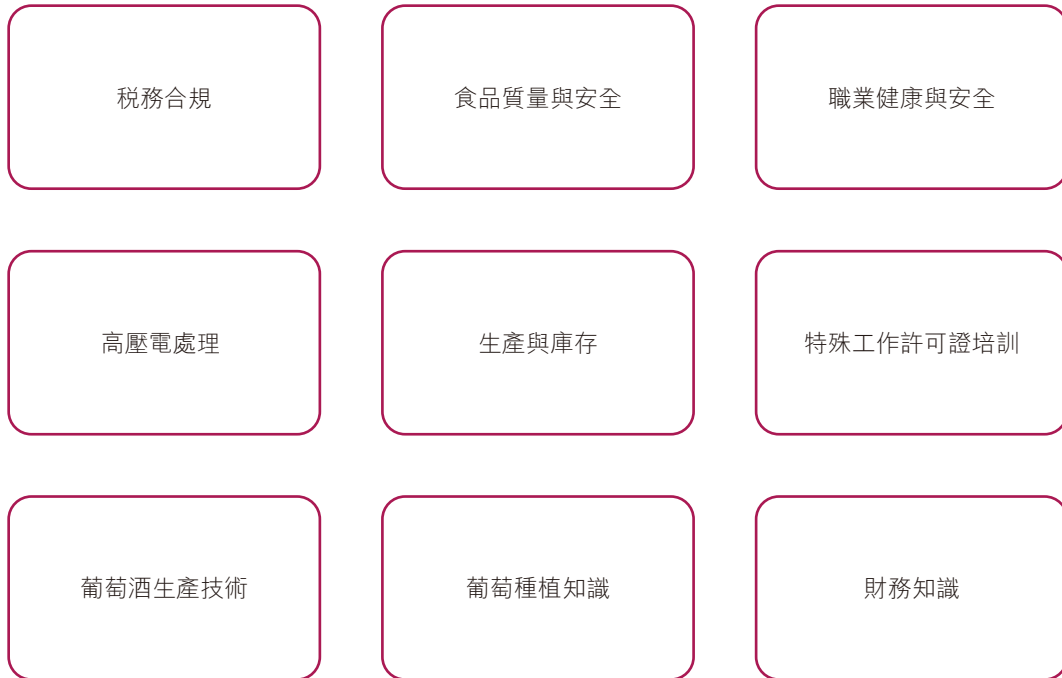 税務合規
食品質量與安全
職業健康與安全
高壓電處理
生產與庫存
特殊工作許可證培訓
葡萄酒生產技術
葡萄種植知識
財務知識